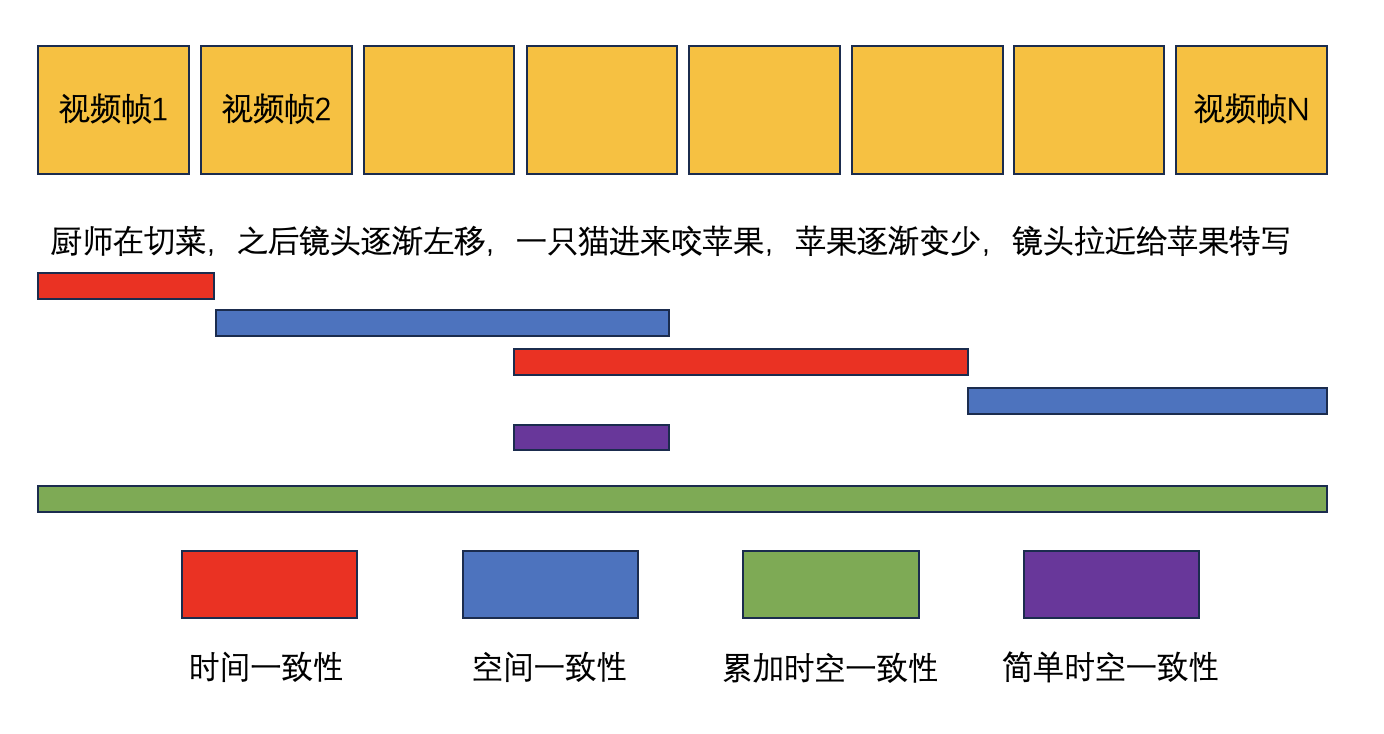 视频帧1 视频帧2 视频帧N
厨师在切菜，之后镜头逐渐左移，一只猫进来咬苹果，苹果逐渐变少，镜头拉近给苹果特写
时间一致性 空间一致性 累加时空一致性 简单时空一致性